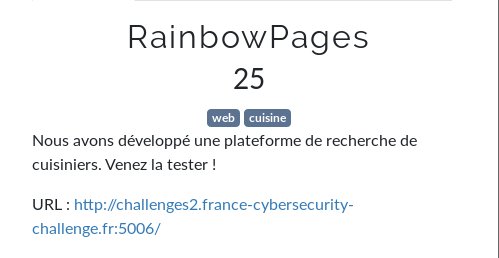 RainbowPages
25
web cuisine
Nous avons développé une plateforme de recherche de
cuisiniers. Venez la tester !
URL : http://challenges2.france-cybersecurity-
challenge.fr:5006/